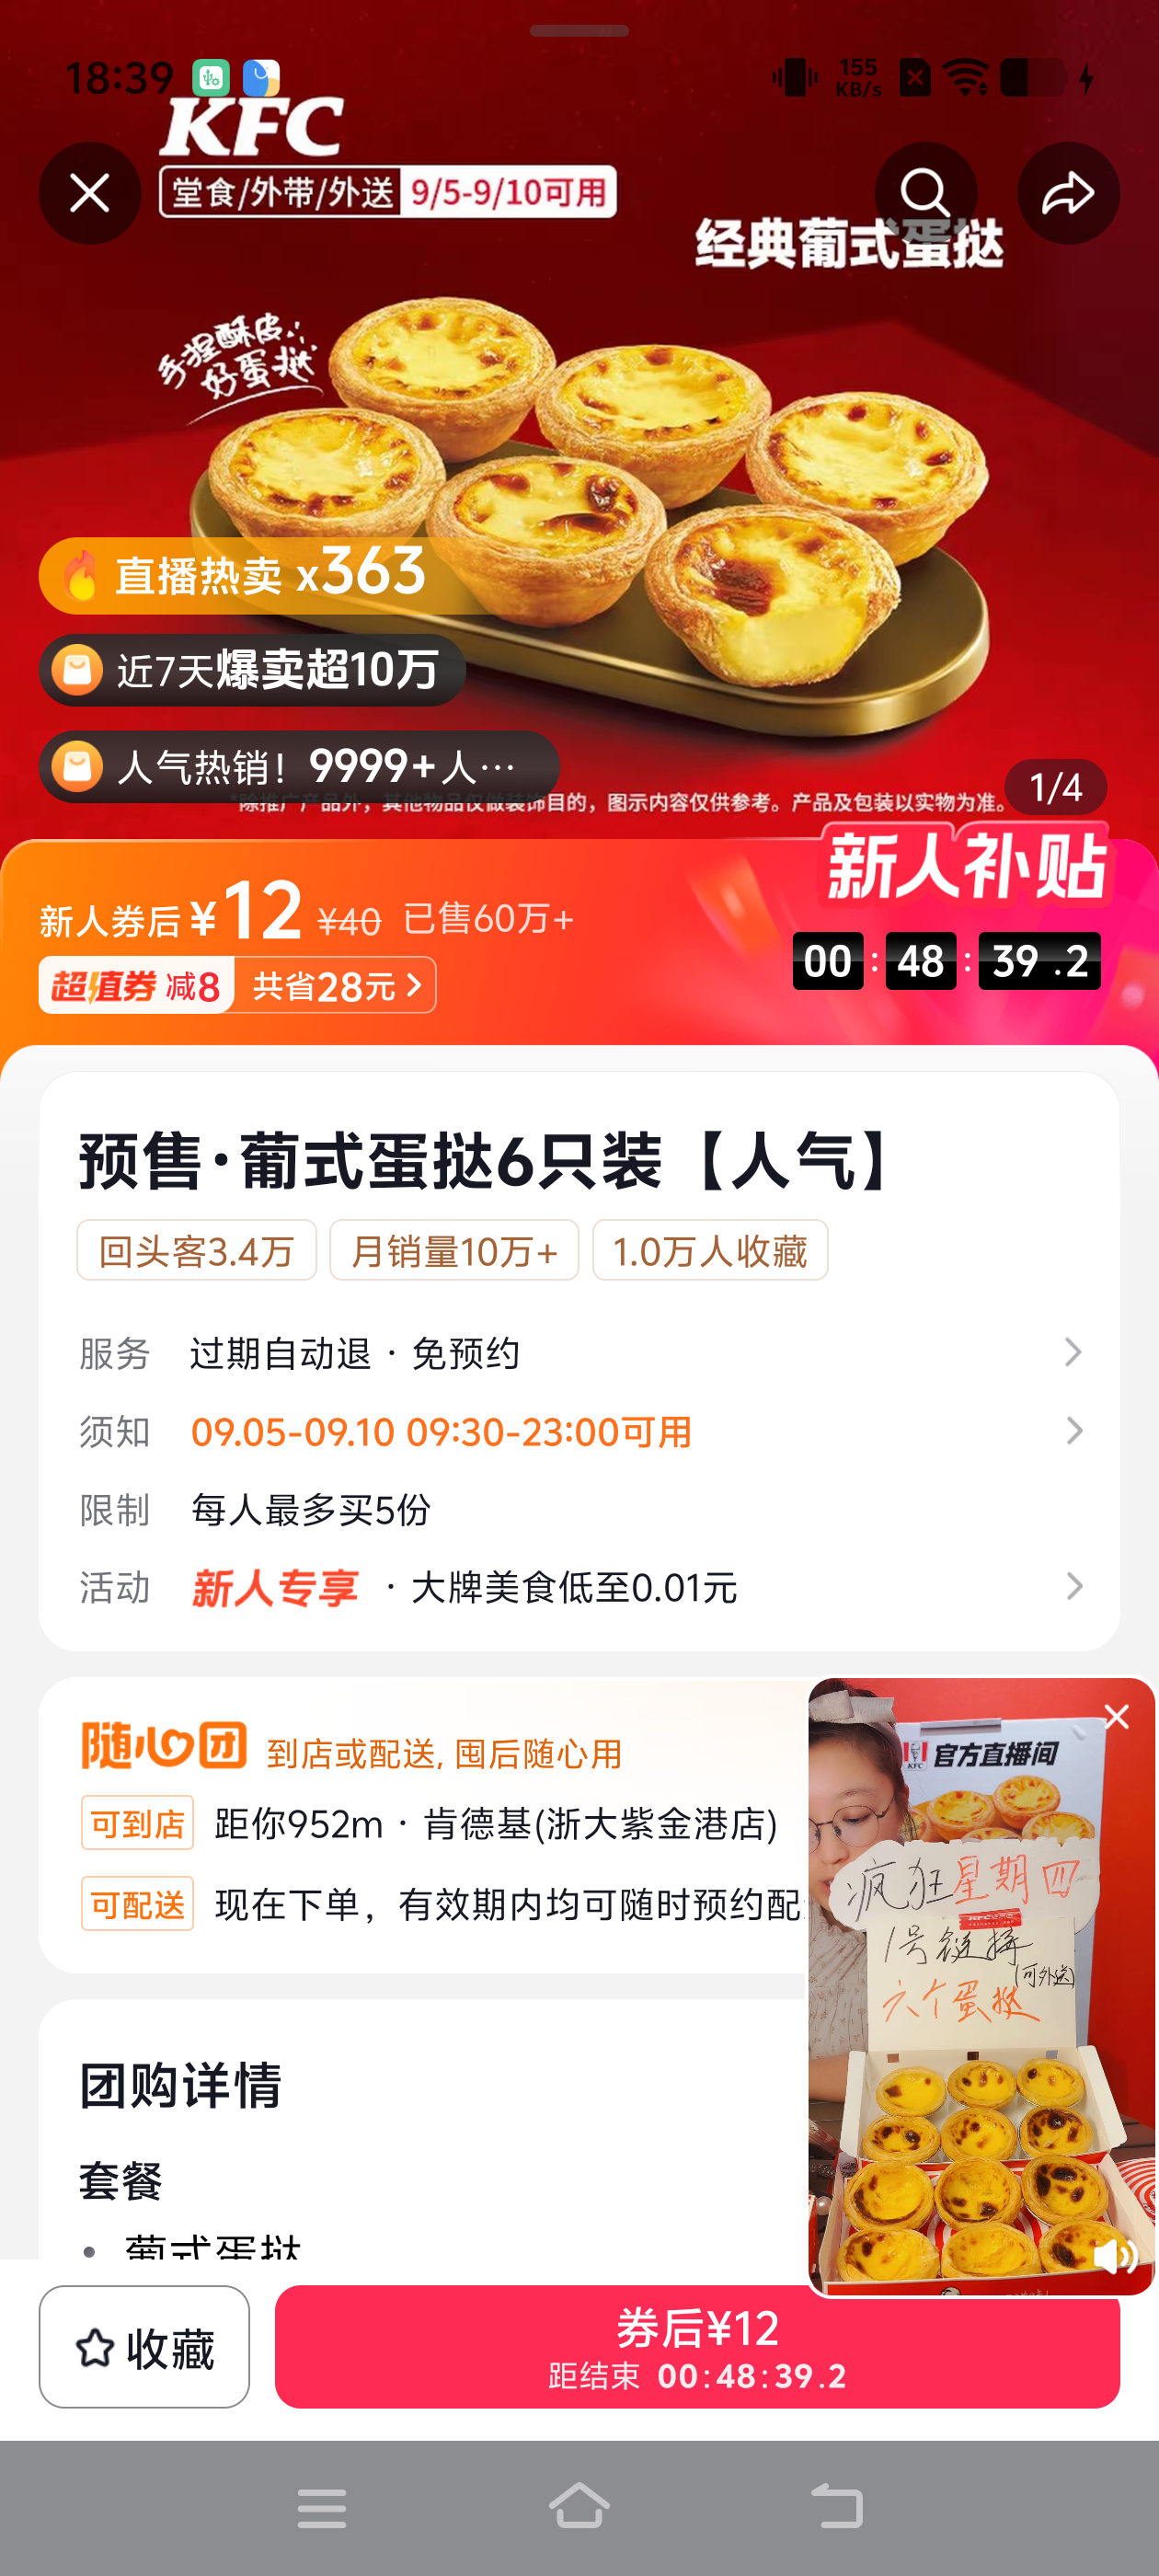 18:39
155
KB/s
KFC
堂食/外带/外送 9/5-9/10可用
经典葡式蛋挞
手捏酥皮
好蛋挞
直播热卖 x363
近7天爆卖超10万
人气热销！9999+人…
*除推广产品外，其他物品仅做装饰目的，图示内容仅供参考。产品及包装以实物为准。
1/4
新人补贴
新人券后 ¥12 ¥40 已售60万+
00:48:39.2
超值券 减8 共省28元
预售·葡式蛋挞6只装【人气】
回头客3.4万 月销量10万+ 1.0万人收藏
服务 过期自动退 · 免预约
须知 09.05-09.10 09:30-23:00可用
限制 每人最多买5份
活动 新人专享 · 大牌美食低至0.01元
随心团 到店或配送, 囤后随心用
可到店 距你952m · 肯德基(浙大紫金港店)
可配送 现在下单，有效期内均可随时预约配
KFC
官方直播间
疯狂星期四
1号链接
(可外送)
六个蛋挞
团购详情
套餐
• 葡式蛋挞
收藏
券后¥12
距结束 00:48:39.2